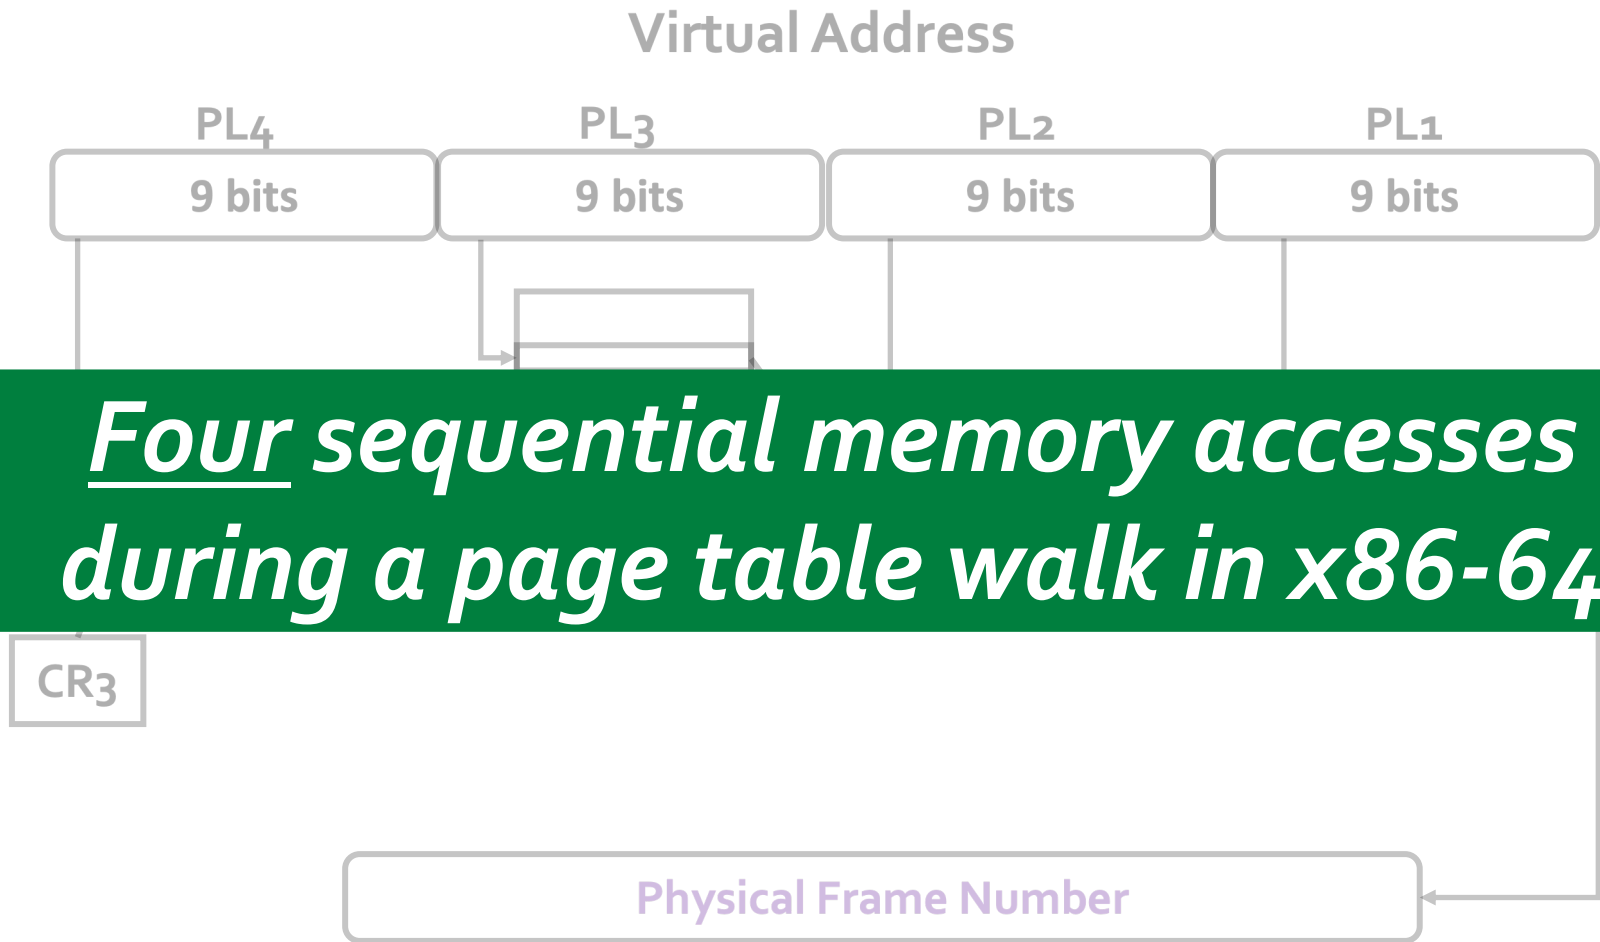 Virtual Address
PL4 PL3 PL2 PL1
9 bits 9 bits 9 bits 9 bits
Four sequential memory accesses
during a page table walk in x86-64
CR3
Physical Frame Number